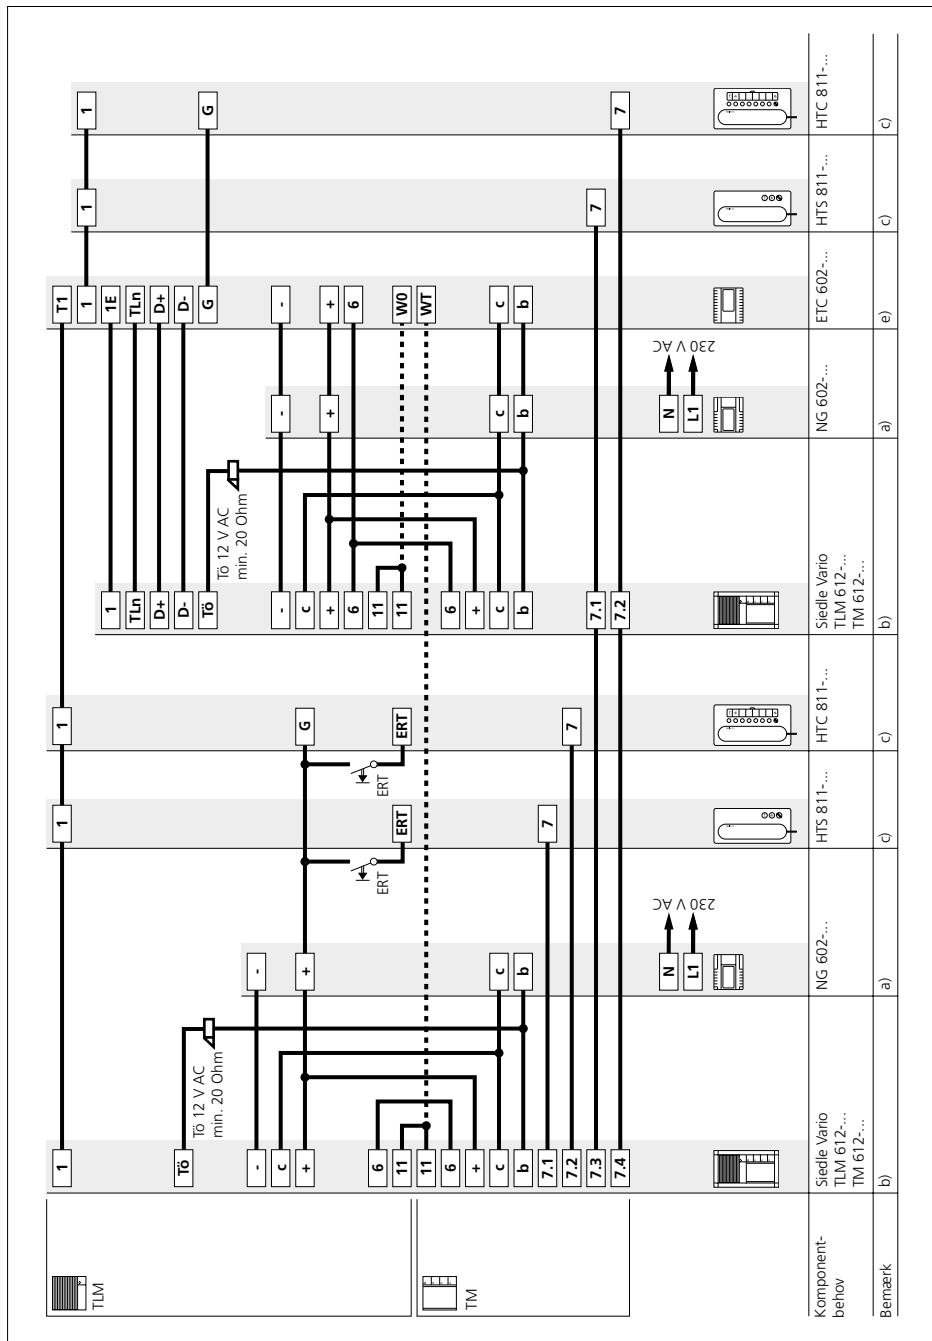 1 1 1 T1
1 1 1
TLM
1 1E
TLn TLn
D+ D+
Tö D- D-
Tö 12 V AC
min. 20 Ohm
Tö G G
Tö 12 V AC
min. 20 Ohm
- -
c - - -
+ + G c
+ + +
6 6
6 ERT ERT 11
11 ERT ERT 11 W0
11 WT
6 6
TM
+ +
c c c c c
b b b b b
7.1 7
7.2 7
7.3 7.1 7
7.4 7.2 7
N N
L1 L1
230 V AC 230 V AC
Komponent-
behov
Siedle Vario
TLM 612-...
TM 612-...
NG 602-...
HTS 811-...
HTC 811-...
Siedle Vario
TLM 612-...
TM 612-...
NG 602-...
ETC 602-...
HTS 811-...
HTC 811-...
Bemærk b) a) c) c) b) a) e) c) c)